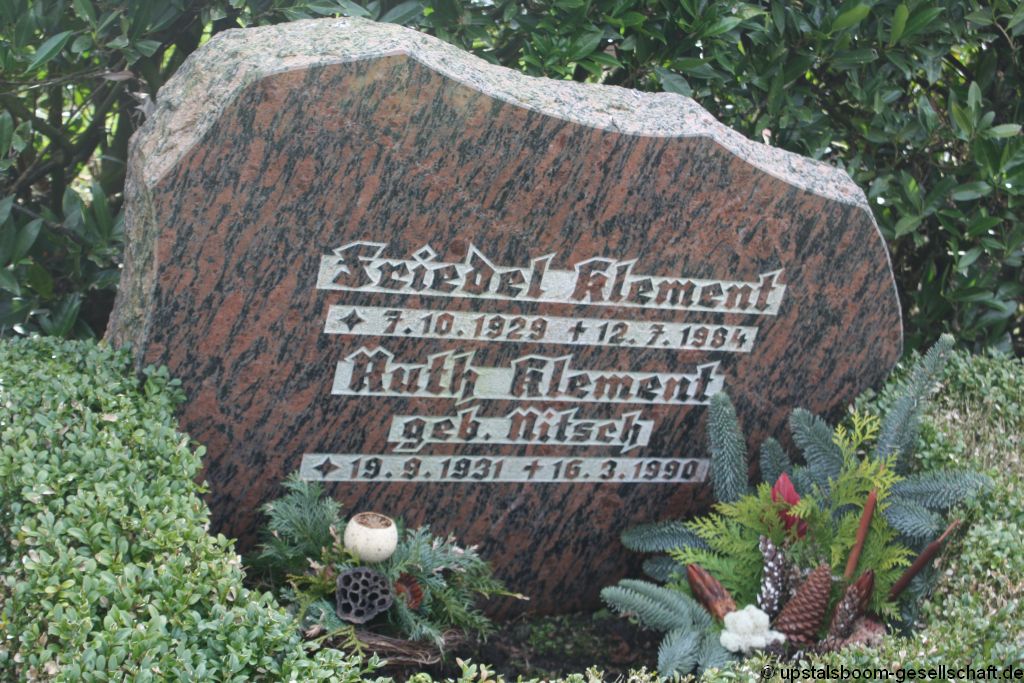 Friedel Klement
✦ 7.10.1929 ✝ 12.7.1984
Ruth Klement
geb. Nitsch
✦ 19.9.1931 ✝ 16.3.1990
© upstalsboom-gesellschaft.de